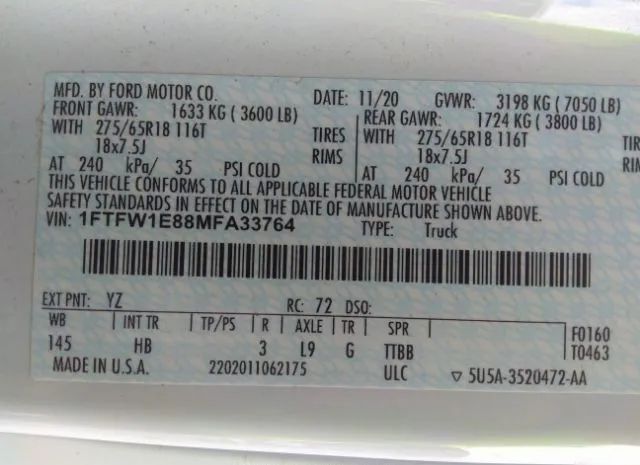 MFD. BY FORD MOTOR CO. DATE: 11/20 GVWR: 3198 KG ( 7050 LB)
FRONT GAWR: 1633 KG ( 3600 LB) REAR GAWR: 1724 KG ( 3800 LB)
WITH 275/65R18 116T TIRES WITH 275/65R18 116T TIR
18x7.5J RIMS 18x7.5J RIMS
AT 240 kPa/ 35 PSI COLD AT 240 kPa/ 35 PSI COLD
THIS VEHICLE CONFORMS TO ALL APPLICABLE FEDERAL MOTOR VEHICLE
SAFETY STANDARDS IN EFFECT ON THE DATE OF MANUFACTURE SHOWN ABOVE.
VIN: 1FTFW1E88MFA33764 TYPE: Truck
EXT PNT: YZ RC: 72 DSO:
WB INT TR TP/PS R AXLE TR SPR F0160
145 HB 3 L9 G TTBB T0463
MADE IN U.S.A. 2202011062175 ULC ▽ 5U5A-3520472-AA